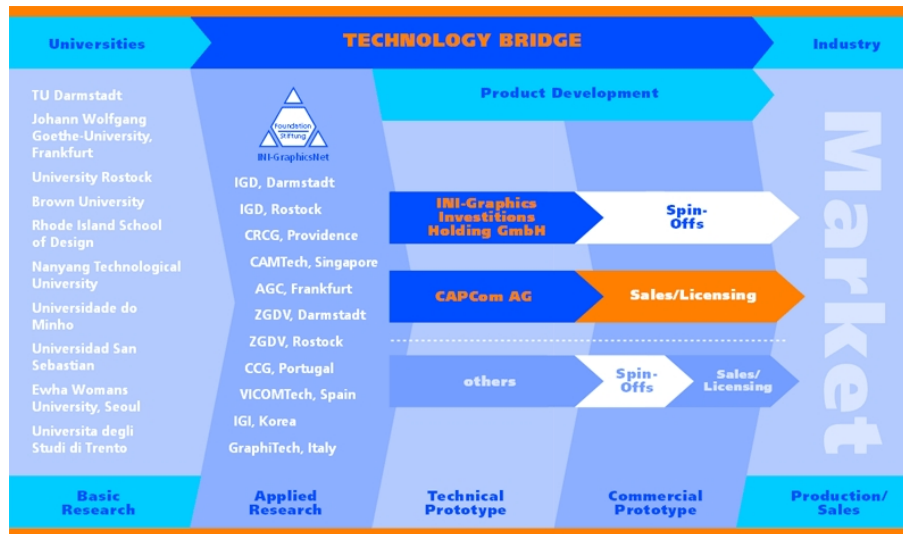 Universities
TECHNOLOGY BRIDGE
Industry
Product Development
TU Darmstadt
Johann Wolfgang
Goethe-University,
Frankfurt
University Rostock
Brown University
Rhode Island School
of Design
Nanyang Technological
University
Universidade do
Minho
Universidad San
Sebastian
Ewha Womans
University, Seoul
Universita degli
Studi di Trento
Foundation
Stiftung
INI-GraphicsNet
IGD, Darmstadt
IGD, Rostock
CRCG, Providence
CAMTech, Singapore
AGC, Frankfurt
ZGDV, Darmstadt
ZGDV, Rostock
CCG, Portugal
VICOMTech, Spain
IGI, Korea
GraphiTech, Italy
INI-Graphics
Investitions
Holding GmbH
Spin-
Offs
CAPCom AG
Sales/Licensing
others
Spin-
Offs
Sales/
Licensing
Market
Basic
Research
Applied
Research
Technical
Prototype
Commercial
Prototype
Production/
Sales